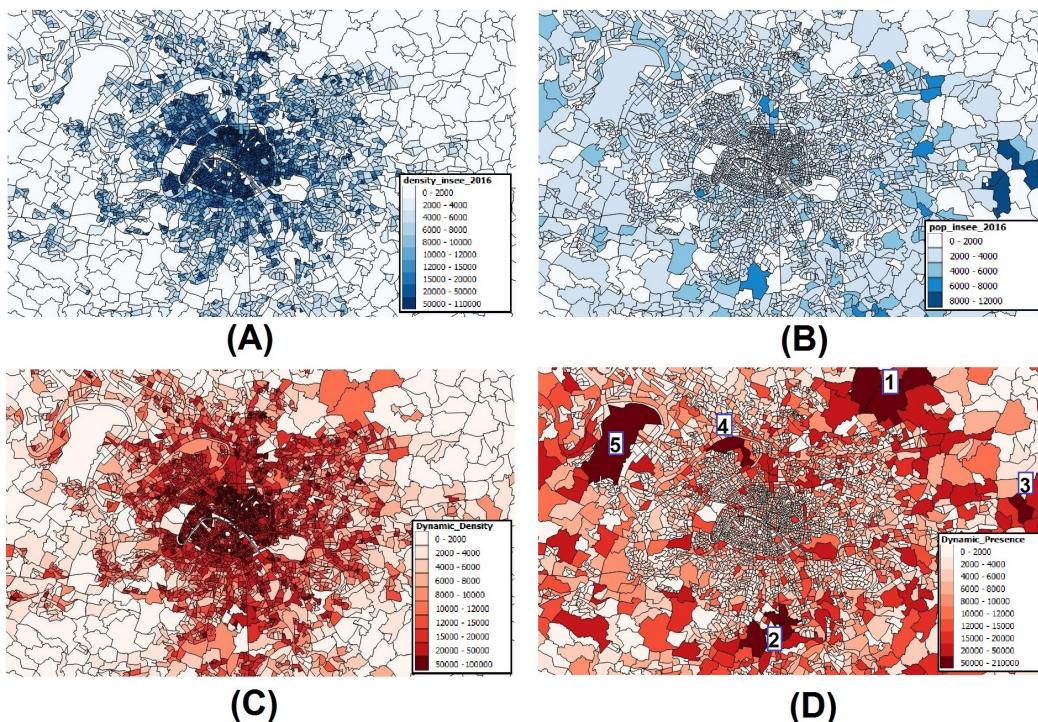 density_insee_2016
0 - 2000
2000 - 4000
4000 - 6000
6000 - 8000
8000 - 10000
10000 - 12000
12000 - 15000
15000 - 20000
20000 - 50000
50000 - 110000
pop_insee_2016
0 - 2000
2000 - 4000
4000 - 6000
6000 - 8000
8000 - 12000
(A)
(B)
Dynamic_Density
0 - 2000
2000 - 4000
4000 - 6000
6000 - 8000
8000 - 10000
10000 - 12000
12000 - 15000
15000 - 20000
20000 - 50000
50000 - 100000
1
4
5
3
2
Dynamic_Presence
0 - 2000
2000 - 4000
4000 - 6000
6000 - 8000
8000 - 10000
10000 - 12000
12000 - 15000
15000 - 20000
20000 - 50000
50000 - 210000
(C)
(D)